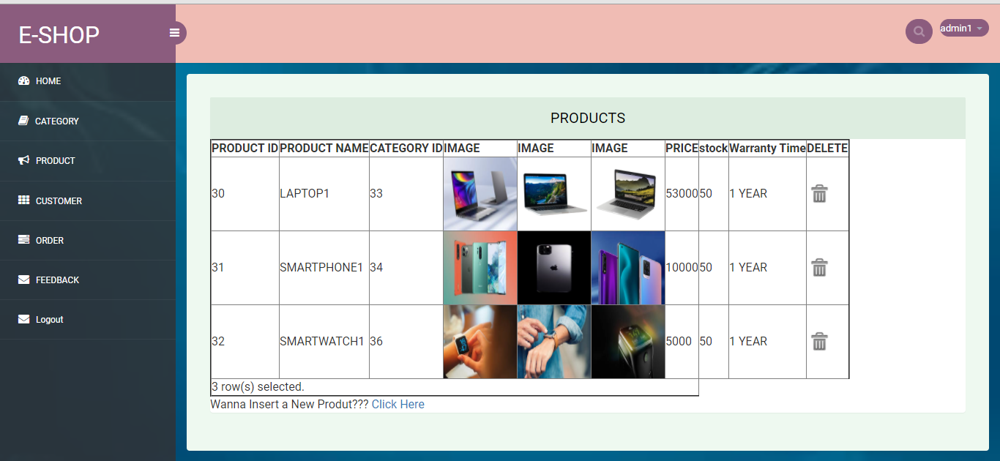 E-SHOP
admin1
HOME
CATEGORY
PRODUCT
CUSTOMER
ORDER
FEEDBACK
Logout
PRODUCTS
PRODUCT ID PRODUCT NAME CATEGORY ID IMAGE IMAGE IMAGE PRICE stock Warranty Time DELETE
30 LAPTOP1 33 53000 50 1 YEAR
31 SMARTPHONE1 34 10000 50 1 YEAR
32 SMARTWATCH1 36 5000 50 1 YEAR
3 row(s) selected.
Wanna Insert a New Produt??? Click Here